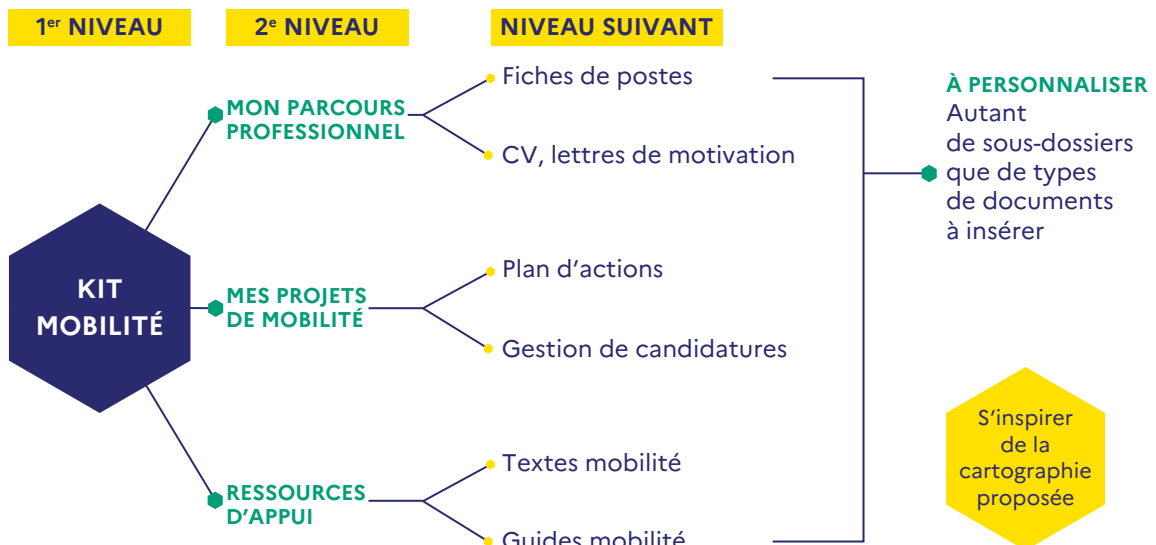 1er NIVEAU
2e NIVEAU
NIVEAU SUIVANT
KIT
MOBILITÉ
MON PARCOURS
PROFESSIONNEL
Fiches de postes
CV, lettres de motivation
MES PROJETS
DE MOBILITÉ
Plan d’actions
Gestion de candidatures
RESSOURCES
D’APPUI
Textes mobilité
Guides mobilité
À PERSONNALISER
Autant
de sous-dossiers
que de types
de documents
à insérer
S’inspirer
de la
cartographie
proposée